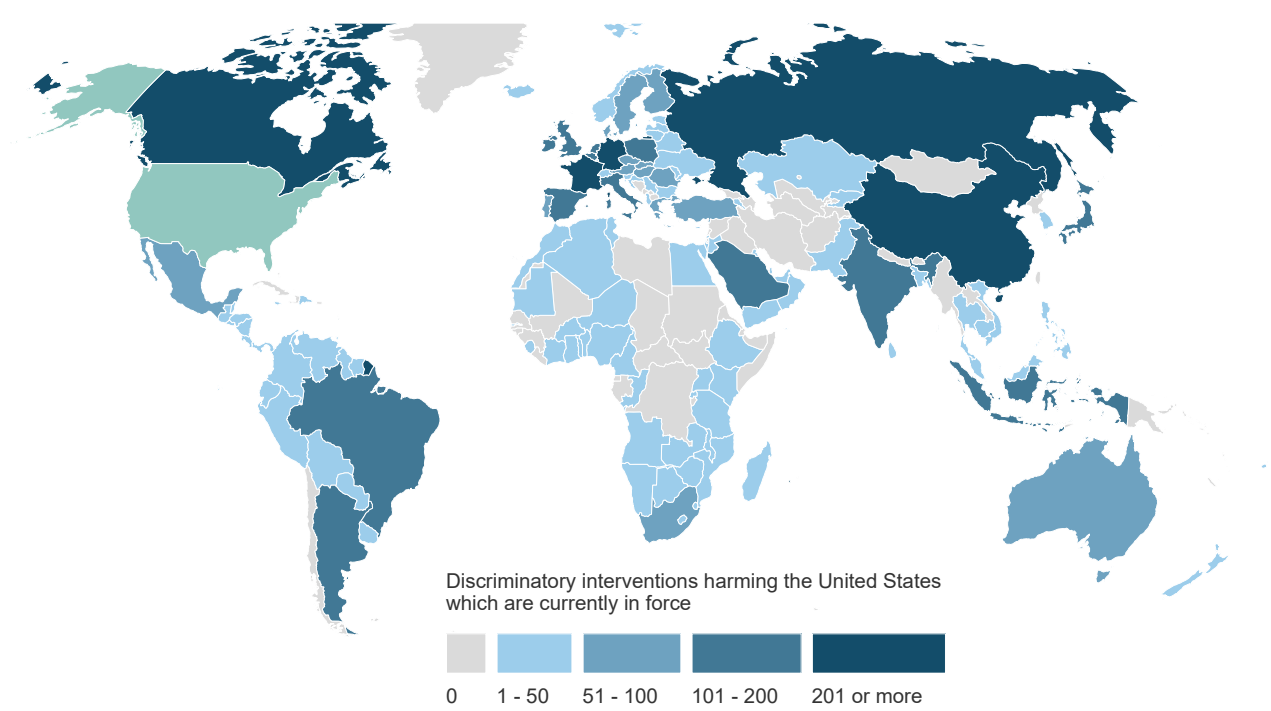 Discriminatory interventions harming the United States
which are currently in force
0 1 - 50 51 - 100 101 - 200 201 or more